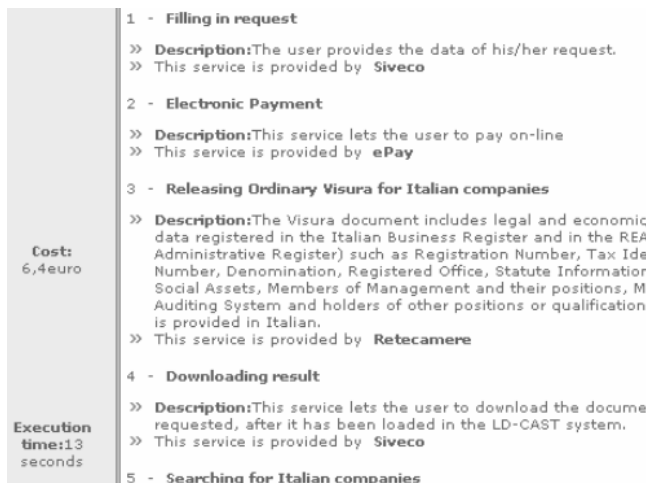 Cost:
6,4euro
Execution
time:13
seconds
1 - Filling in request
» Description:The user provides the data of his/her request.
» This service is provided by Siveco
2 - Electronic Payment
» Description:This service lets the user to pay on-line
» This service is provided by ePay
3 - Releasing Ordinary Visura for Italian companies
» Description:The Visura document includes legal and economic
data registered in the Italian Business Register and in the REA
Administrative Register) such as Registration Number, Tax Ide
Number, Denomination, Registered Office, Statute Information
Social Assets, Members of Management and their positions, M
Auditing System and holders of other positions or qualification
is provided in Italian.
» This service is provided by Retecamere
4 - Downloading result
» Description:This service lets the user to download the docume
requested, after it has been loaded in the LD-CAST system.
» This service is provided by Siveco
5 - Searching for Italian companies